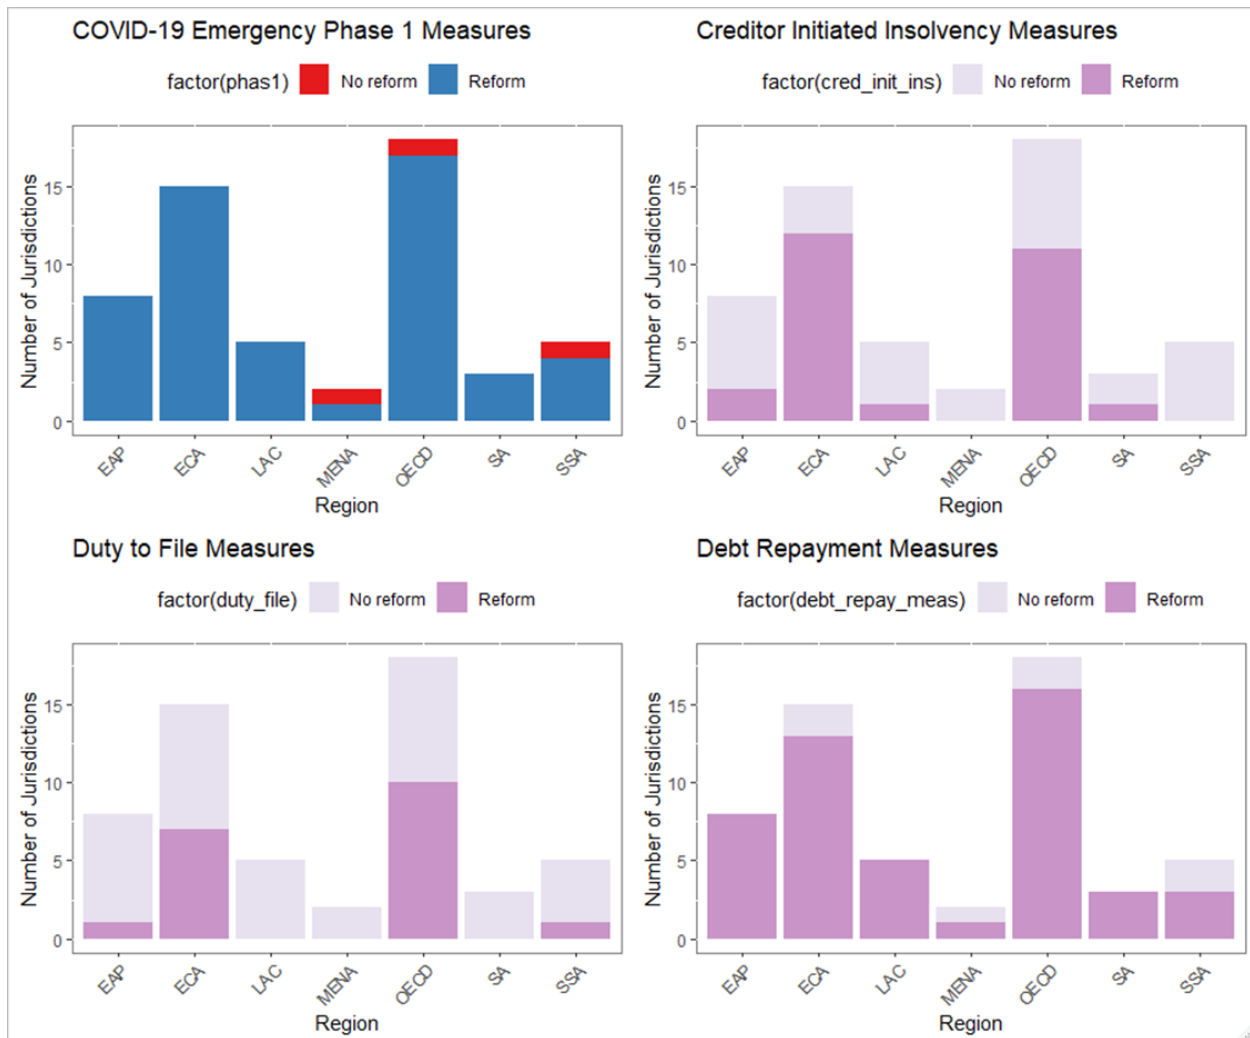 COVID-19 Emergency Phase 1 Measures
factor(phas1) No reform Reform
Number of Jurisdictions
15
10
5
0
EAP ECA LAC MENA OECD SA SSA
Region
Creditor Initiated Insolvency Measures
factor(cred_init_ins) No reform Reform
Number of Jurisdictions
15
10
5
0
EAP ECA LAC MENA OECD SA SSA
Region
Duty to File Measures
factor(duty_file) No reform Reform
Number of Jurisdictions
15
10
5
0
EAP ECA LAC MENA OECD SA SSA
Region
Debt Repayment Measures
factor(debt_repay_meas) No reform Reform
Number of Jurisdictions
15
10
5
0
EAP ECA LAC MENA OECD SA SSA
Region